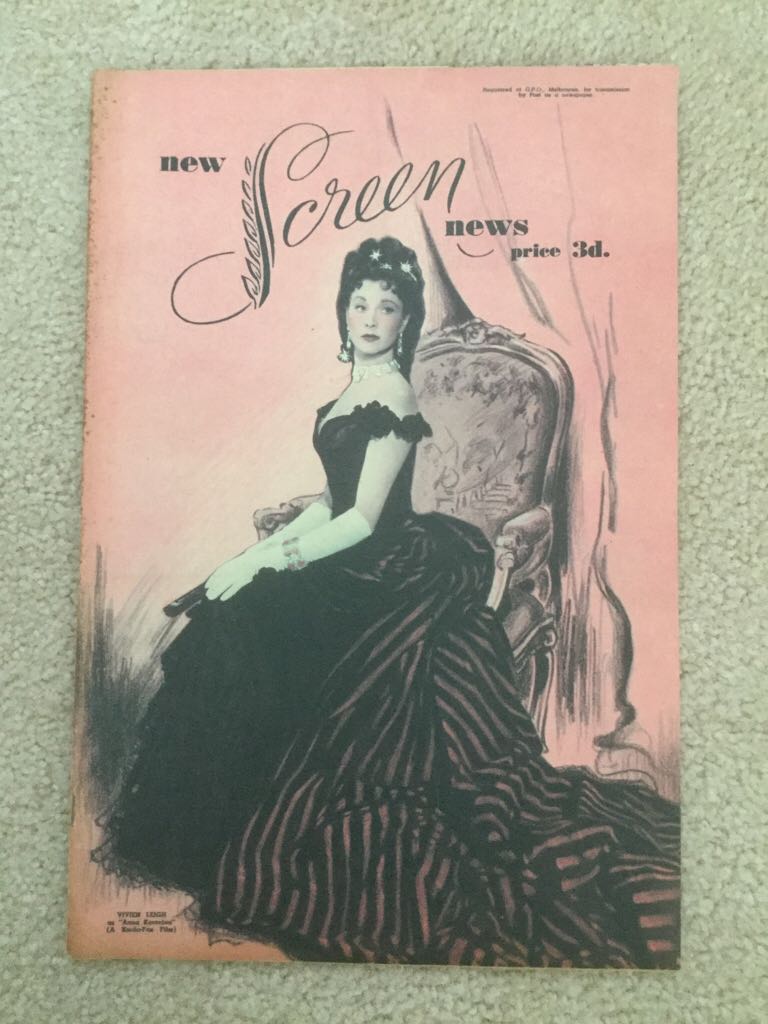 Registered at G.P.O., Melbourne, for transmission
by Post as a newspaper.
new
Screen
news
price 3d.
VIVIEN LEIGH
as "Anna Karenina"
(A Korda-Fox Film)